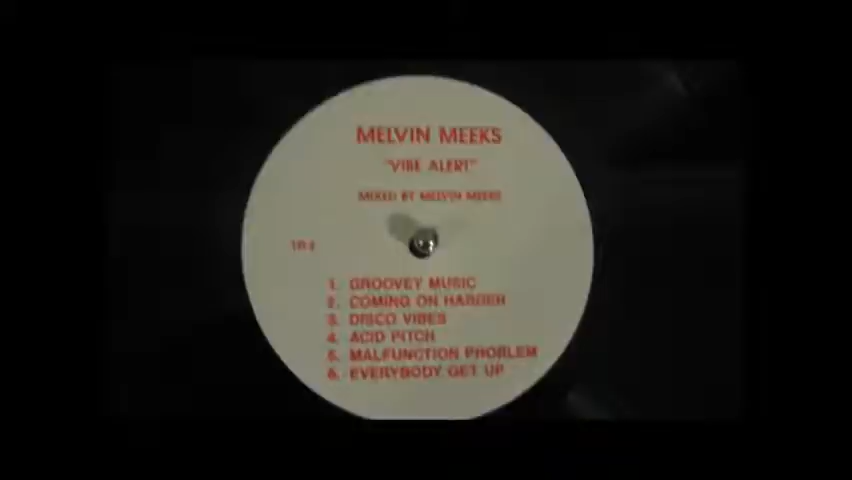 MELVIN MEEKS
"VIBE ALERT"
MIXED BY MELVIN MEEKS
1. GROOVEY MUSIC
2. COMING ON HARDER
3. DISCO VIBES
4. ACID PITCH
5. MALFUNCTION PROBLEM
6. EVERYBODY GET UP